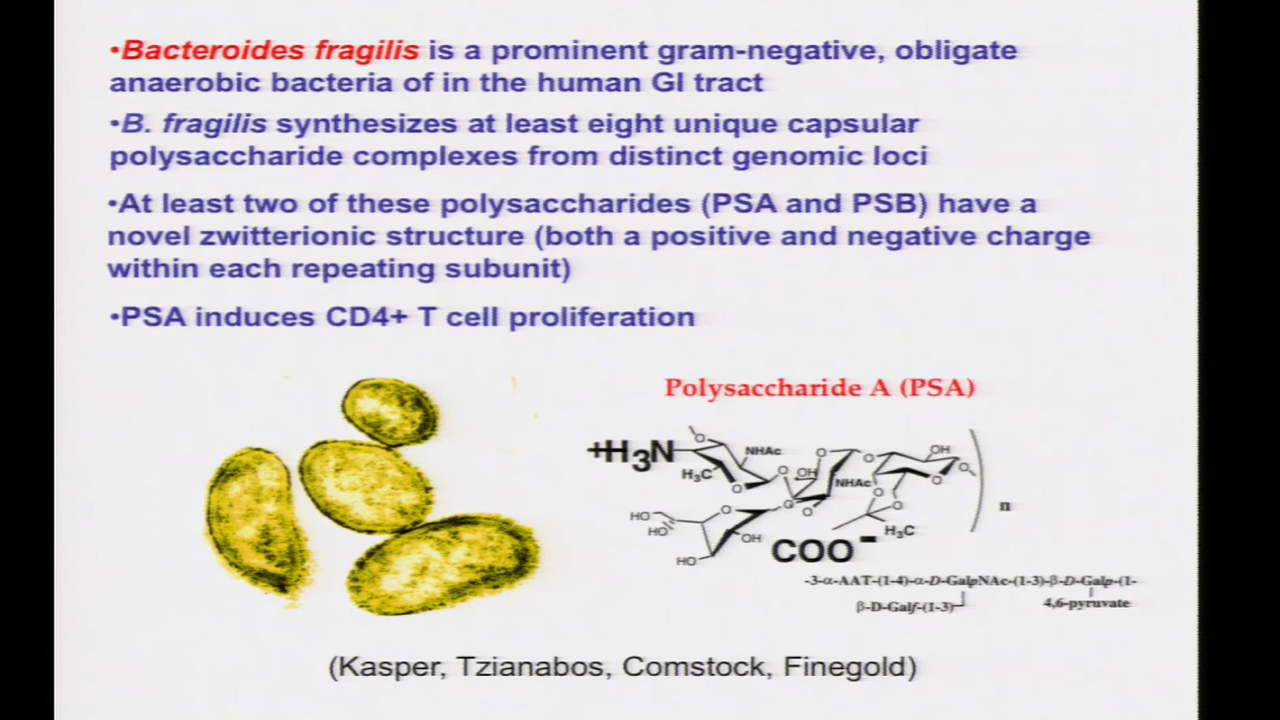 •Bacteroides fragilis is a prominent gram-negative, obligate
anaerobic bacteria of in the human GI tract
•B. fragilis synthesizes at least eight unique capsular
polysaccharide complexes from distinct genomic loci
•At least two of these polysaccharides (PSA and PSB) have a
novel zwitterionic structure (both a positive and negative charge
within each repeating subunit)
•PSA induces CD4+ T cell proliferation
Polysaccharide A (PSA)
+H3N
NHAc
OH
O
H3C
O
O
OH
NHAc
O
O
O
O
O
n
HO
HO
O
OH
O
O
O
O
H3C
HO
COO-
-3-α-AAT-(1-4)-α-D-GalpNAc-(1-3)-β-D-Galp-(1-
β-D-Galf-(1-3)
4,6-pyruvate
(Kasper, Tzianabos, Comstock, Finegold)